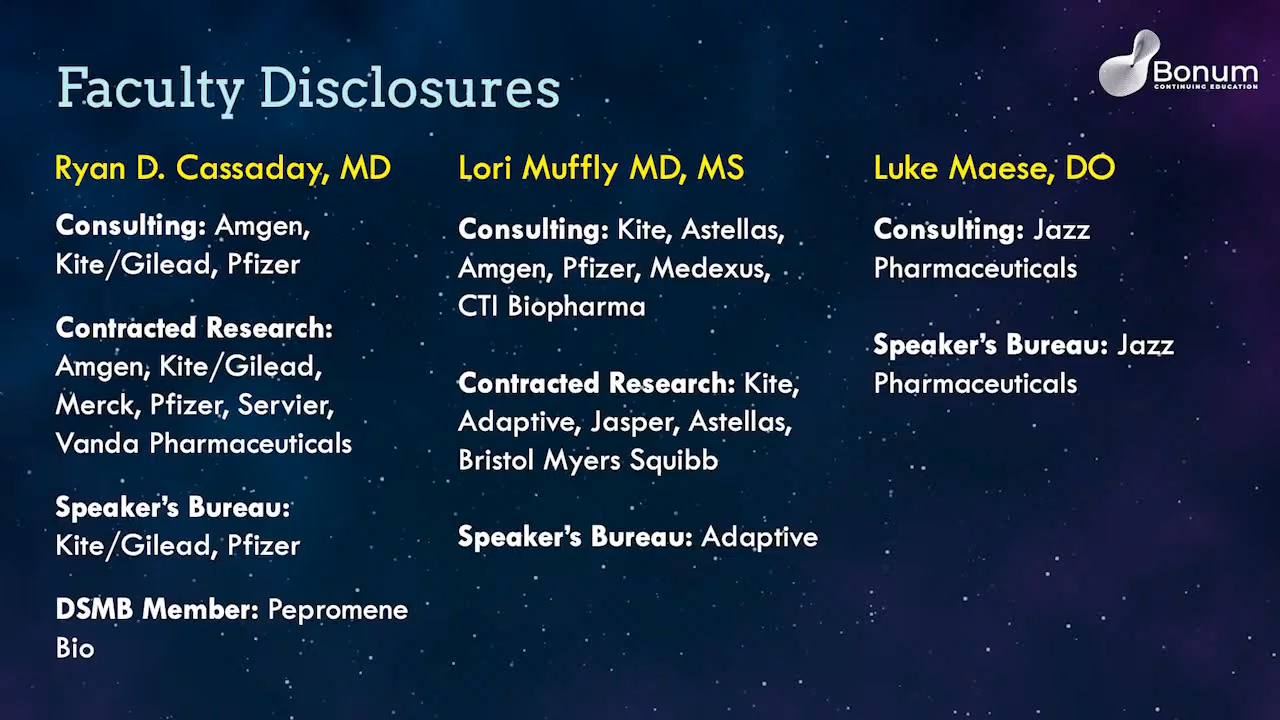 Faculty Disclosures
Bonum
CONTINUING EDUCATION
Ryan D. Cassaday, MD
Consulting: Amgen,
Kite/Gilead, Pfizer
Contracted Research:
Amgen, Kite/Gilead,
Merck, Pfizer, Servier,
Vanda Pharmaceuticals
Speaker's Bureau:
Kite/Gilead, Pfizer
DSMB Member: Pepromene
Bio
Lori Muffly MD, MS
Consulting: Kite, Astellas,
Amgen, Pfizer, Medexus,
CTI Biopharma
Contracted Research: Kite,
Adaptive, Jasper, Astellas,
Bristol Myers Squibb
Speaker's Bureau: Adaptive
Luke Maese, DO
Consulting: Jazz
Pharmaceuticals
Speaker's Bureau: Jazz
Pharmaceuticals